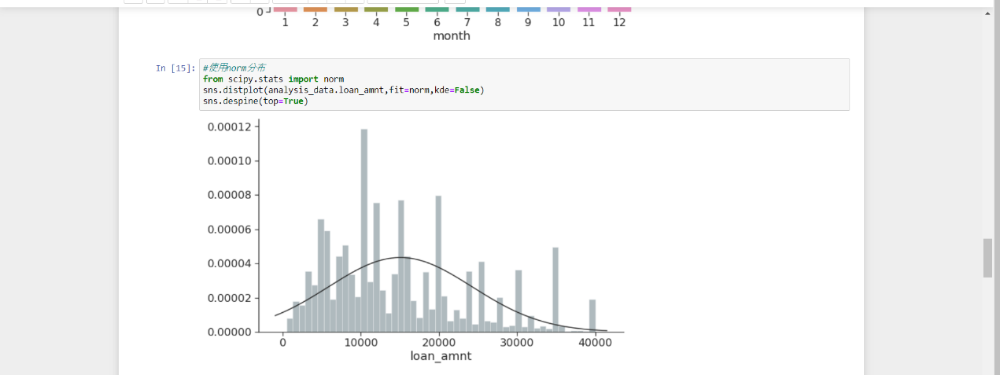 0
1 2 3 4 5 6 7 8 9 10 11 12
month
In [15]: #使用norm分布
from scipy.stats import norm
sns.distplot(analysis_data.loan_amnt,fit=norm,kde=False)
sns.despine(top=True)
0.00012
0.00010
0.00008
0.00006
0.00004
0.00002
0.00000
0 10000 20000 30000 40000
loan_amnt